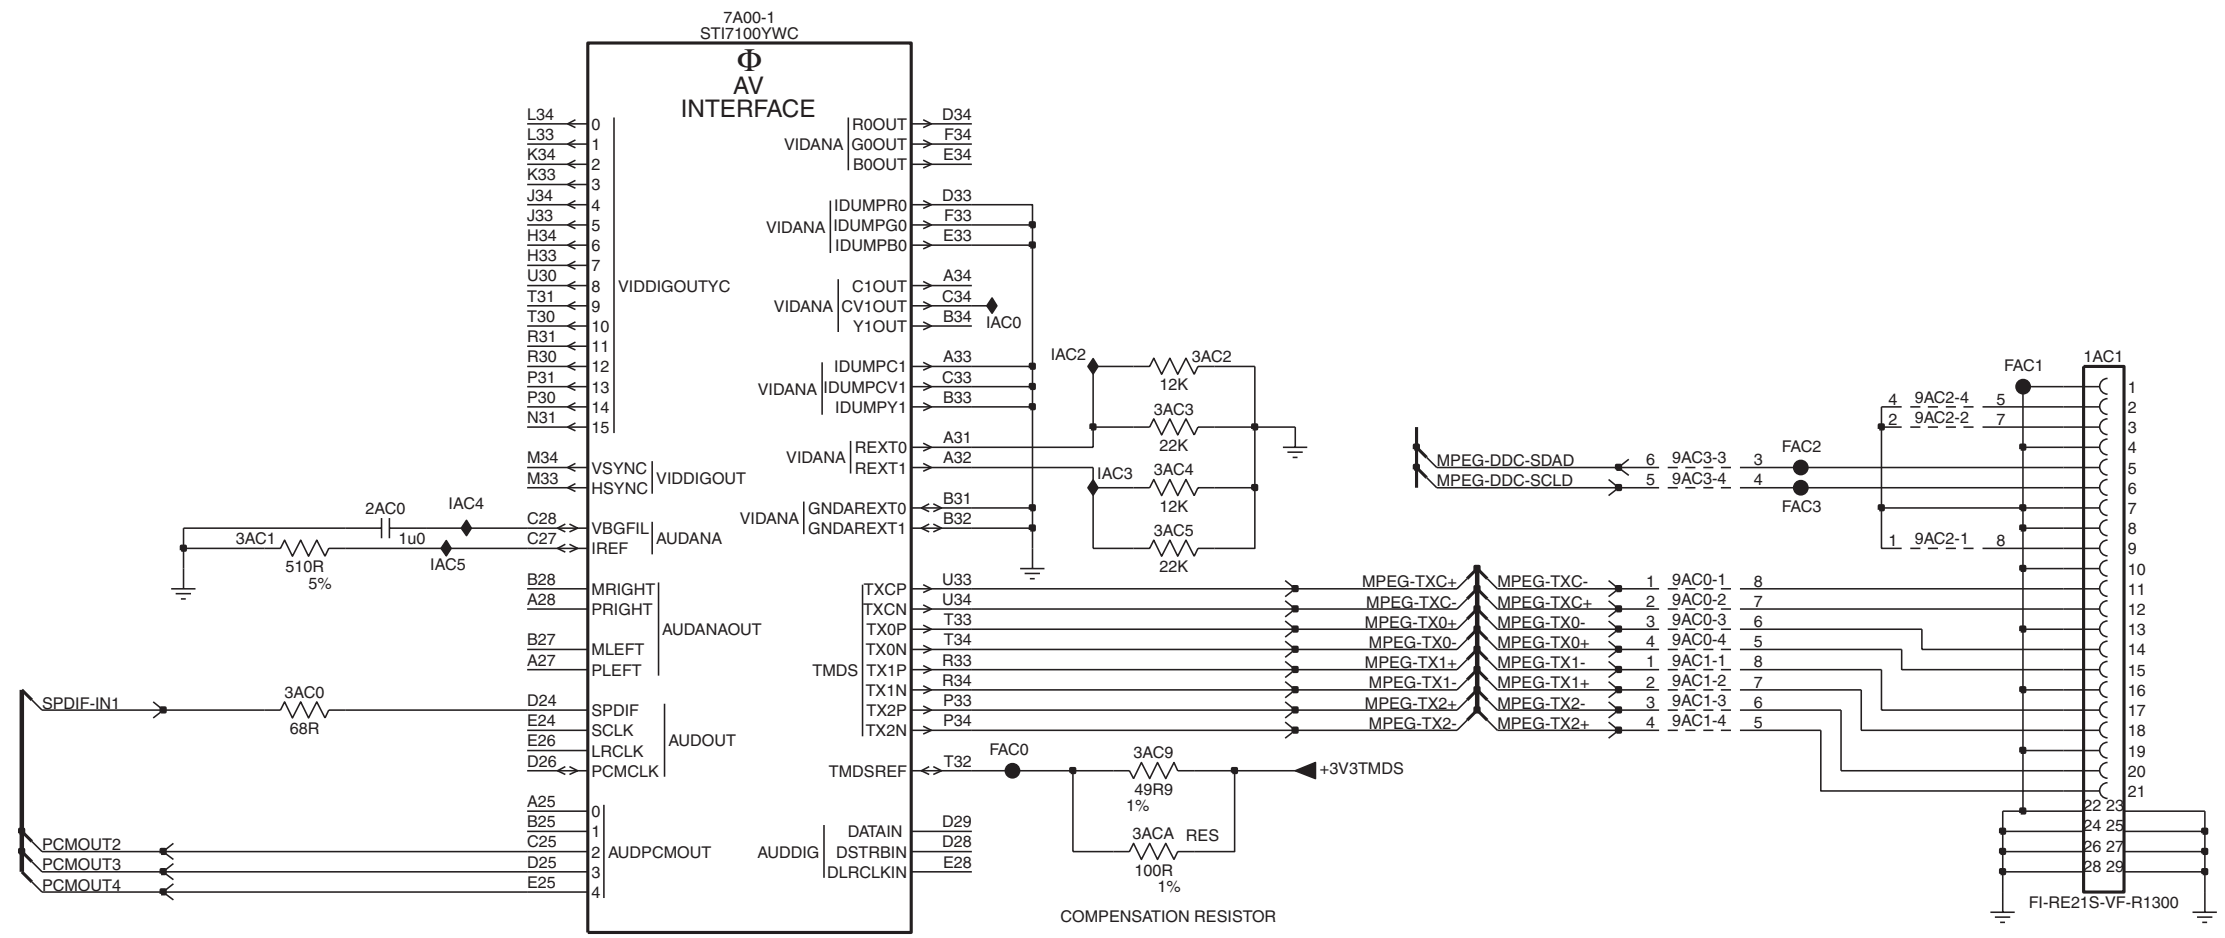 7A00-1
STI7100YWC
Φ
AV
INTERFACE
L34 0
L33 1
K34 2
K33 3
J34 4
J33 5
H34 6
H33 7
U30 8
T31 9
T30 10
R31 11
R30 12
P31 13
P30 14
N31 15
VIDDIGOUTYC
M34 VSYNC
M33 HSYNC
VIDDIGOUT
2AC0
1u0
IAC4
C28 VBGFIL
3AC1
510R
5%
IAC5
C27 IREF
AUDANA
B28 MRIGHT
A28 PRIGHT
B27 MLEFT
A27 PLEFT
AUDANAOUT
SPDIF-IN1
3AC0
68R
D24 SPDIF
E24 SCLK
E26 LRCLK
D26 PCMCLK
AUDOUT
A25 0
B25 1
PCMOUT2 C25 2
PCMOUT3 D25 3
PCMOUT4 E25 4
AUDPCMOUT
VIDANA
R0OUT D34
G0OUT F34
B0OUT E34
VIDANA
IDUMPR0 D33
IDUMPG0 F33
IDUMPB0 E33
VIDANA
C1OUT A34
CV1OUT C34
Y1OUT B34
IAC0
VIDANA
IDUMPC1 A33
IDUMPCV1 C33
IDUMPY1 B33
VIDANA
REXT0 A31
REXT1 A32
VIDANA
GNDAREXT0 B31
GNDAREXT1 B32
IAC2
3AC2
12K
3AC3
22K
IAC3
3AC4
12K
3AC5
22K
TMDS
TXCP U33 MPEG-TXC+
TXCN U34 MPEG-TXC-
TX0P T33 MPEG-TX0+
TX0N T34 MPEG-TX0-
TX1P R33 MPEG-TX1+
TX1N R34 MPEG-TX1-
TX2P P33 MPEG-TX2+
TX2N P34 MPEG-TX2-
TMDSREF T32
FAC0
3AC9
49R9
1%
+3V3TMDS
3ACA
RES
100R
1%
AUDDIG
DATAIN D29
DSTRBIN D28
DLRCLKIN E28
COMPENSATION RESISTOR
MPEG-DDC-SDAD 6 9AC3-3 3
FAC2
MPEG-DDC-SCLD 5 9AC3-4 4
FAC3
MPEG-TXC- 1 9AC0-1 8
MPEG-TXC+ 2 9AC0-2 7
MPEG-TX0- 3 9AC0-3 6
MPEG-TX0+ 4 9AC0-4 5
MPEG-TX1- 1 9AC1-1 8
MPEG-TX1+ 2 9AC1-2 7
MPEG-TX2- 3 9AC1-3 6
MPEG-TX2+ 4 9AC1-4 5
4 9AC2-4 5
2 9AC2-2 7
1 9AC2-1 8
FAC1
1AC1
1
2
3
4
5
6
7
8
9
10
11
12
13
14
15
16
17
18
19
20
21
22 23
24 25
26 27
28 29
FI-RE21S-VF-R1300